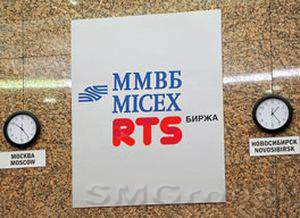 ММВБ
MICEX
RTS БИРЖА
МОСКВА
MOSCOW
НОВОСИБИРСК
NOVOSIBIRSK